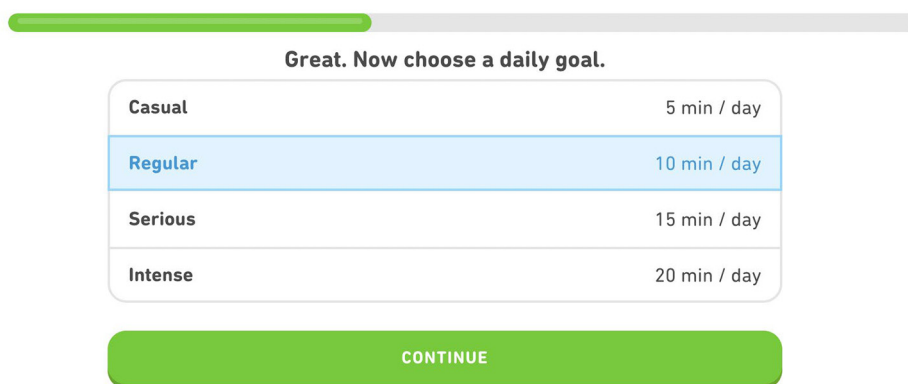 Great. Now choose a daily goal.
Casual 5 min / day
Regular 10 min / day
Serious 15 min / day
Intense 20 min / day
CONTINUE